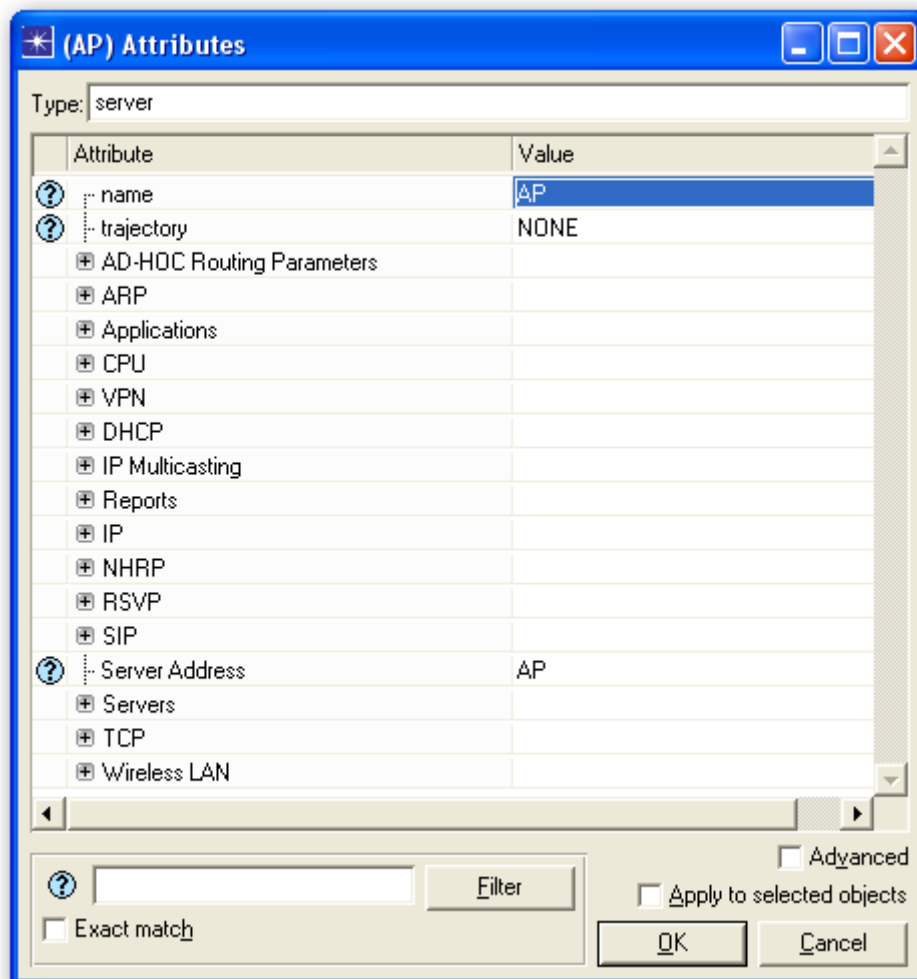 (AP) Attributes
Type: server
Attribute Value
name AP
trajectory NONE
AD-HOC Routing Parameters
ARP
Applications
CPU
VPN
DHCP
IP Multicasting
Reports
IP
NHRP
RSVP
SIP
Server Address AP
Servers
TCP
Wireless LAN
Advanced
Filter
Apply to selected objects
Exact match
OK Cancel